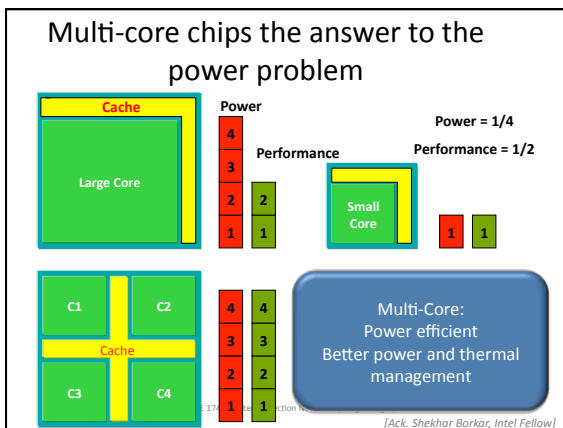 Multi-core chips the answer to the
power problem
Cache
Power
Power = 1/4
Performance
Performance = 1/2
4
3
2
1
2
1
Large Core
Small
Core
1
1
C1
C2
Cache
C3
C4
4
3
2
1
4
3
2
1
Multi-Core:
Power efficient
Better power and thermal
management
[Ack. Shekhar Borkar, Intel Fellow]